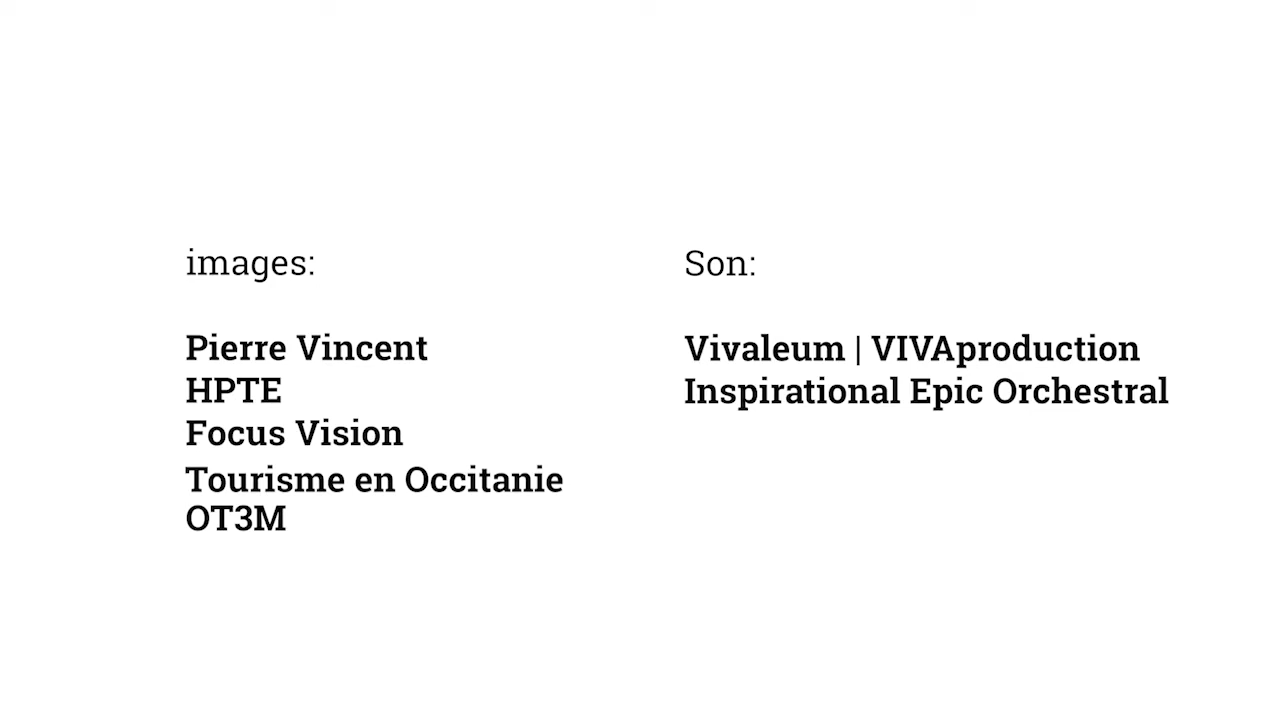 images:
Pierre Vincent
HPTE
Focus Vision
Tourisme en Occitanie
OT3M
Son:
Vivaleum | VIVAproduction
Inspirational Epic Orchestral